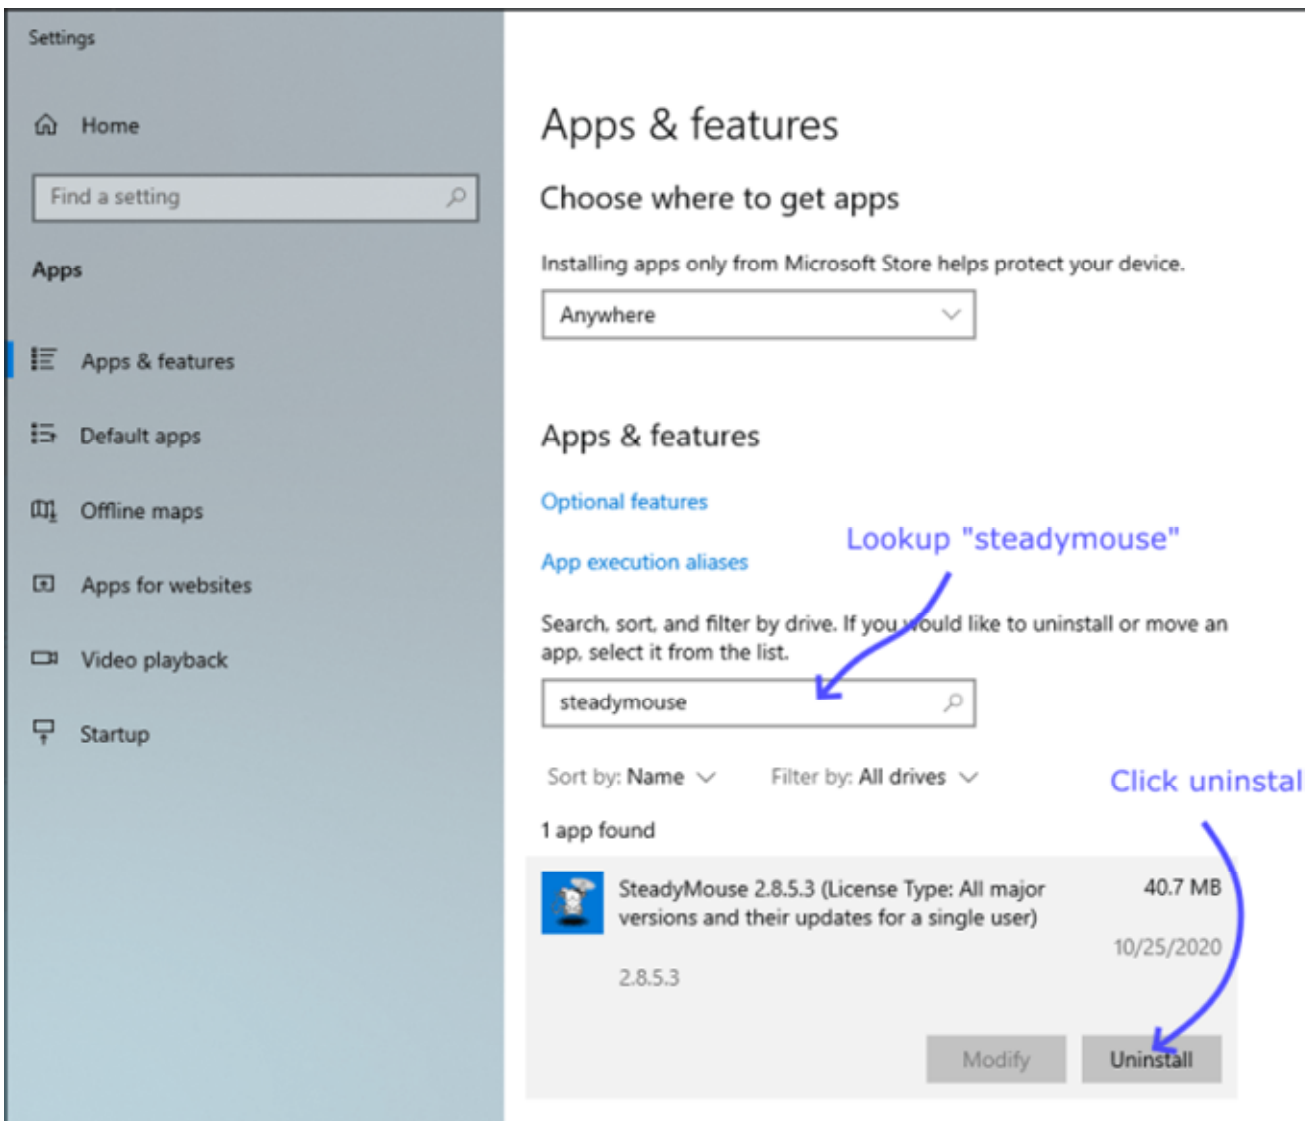 Settings
Home
Find a setting
Apps
Apps & features
Default apps
Offline maps
Apps for websites
Video playback
Startup
Apps & features
Choose where to get apps
Installing apps only from Microsoft Store helps protect your device.
Anywhere
Apps & features
Optional features
Lookup "steadymouse"
App execution aliases
Search, sort, and filter by drive. If you would like to uninstall or move an
app, select it from the list.
steadymouse
Sort by: Name Filter by: All drives
Click uninstal
1 app found
SteadyMouse 2.8.5.3 (License Type: All major 40.7 MB
versions and their updates for a single user)
10/25/2020
2.8.5.3
Modify Uninstall